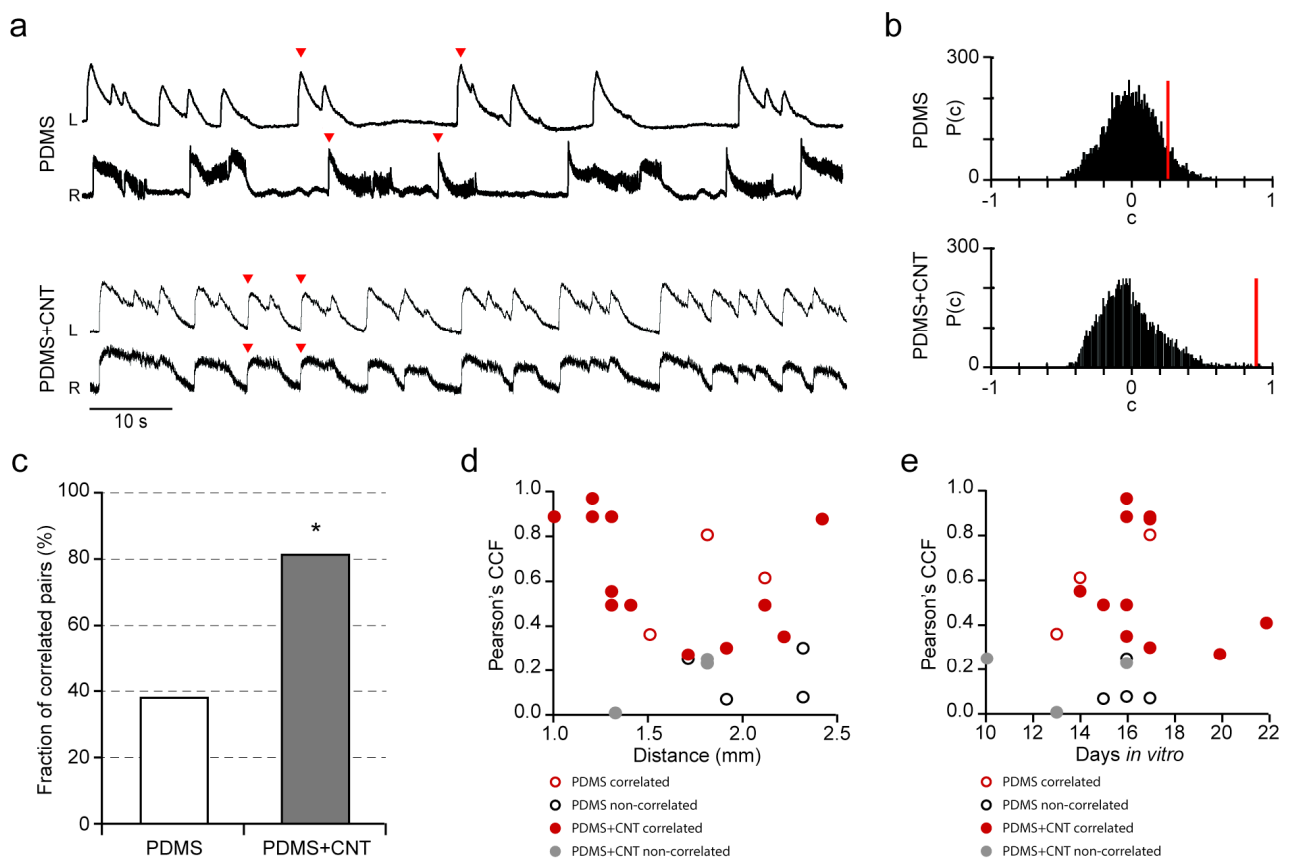 a
PDMS
L
R
PDMS+CNT
L
R
10 s
b
PDMS
P(c)
300
0
-1
0
1
c
PDMS+CNT
P(c)
300
0
-1
0
1
c
c
Fraction of correlated pairs (%)
100
80
60
40
20
0
*
PDMS
PDMS+CNT
d
Pearson's CCF
1.0
0.8
0.6
0.4
0.2
0.0
1.0
1.5
2.0
2.5
Distance (mm)
PDMS correlated
PDMS non-correlated
PDMS+CNT correlated
PDMS+CNT non-correlated
e
Pearson's CCF
1.0
0.8
0.6
0.4
0.2
0.0
10
12
14
16
18
20
22
Days in vitro
PDMS correlated
PDMS non-correlated
PDMS+CNT correlated
PDMS+CNT non-correlated